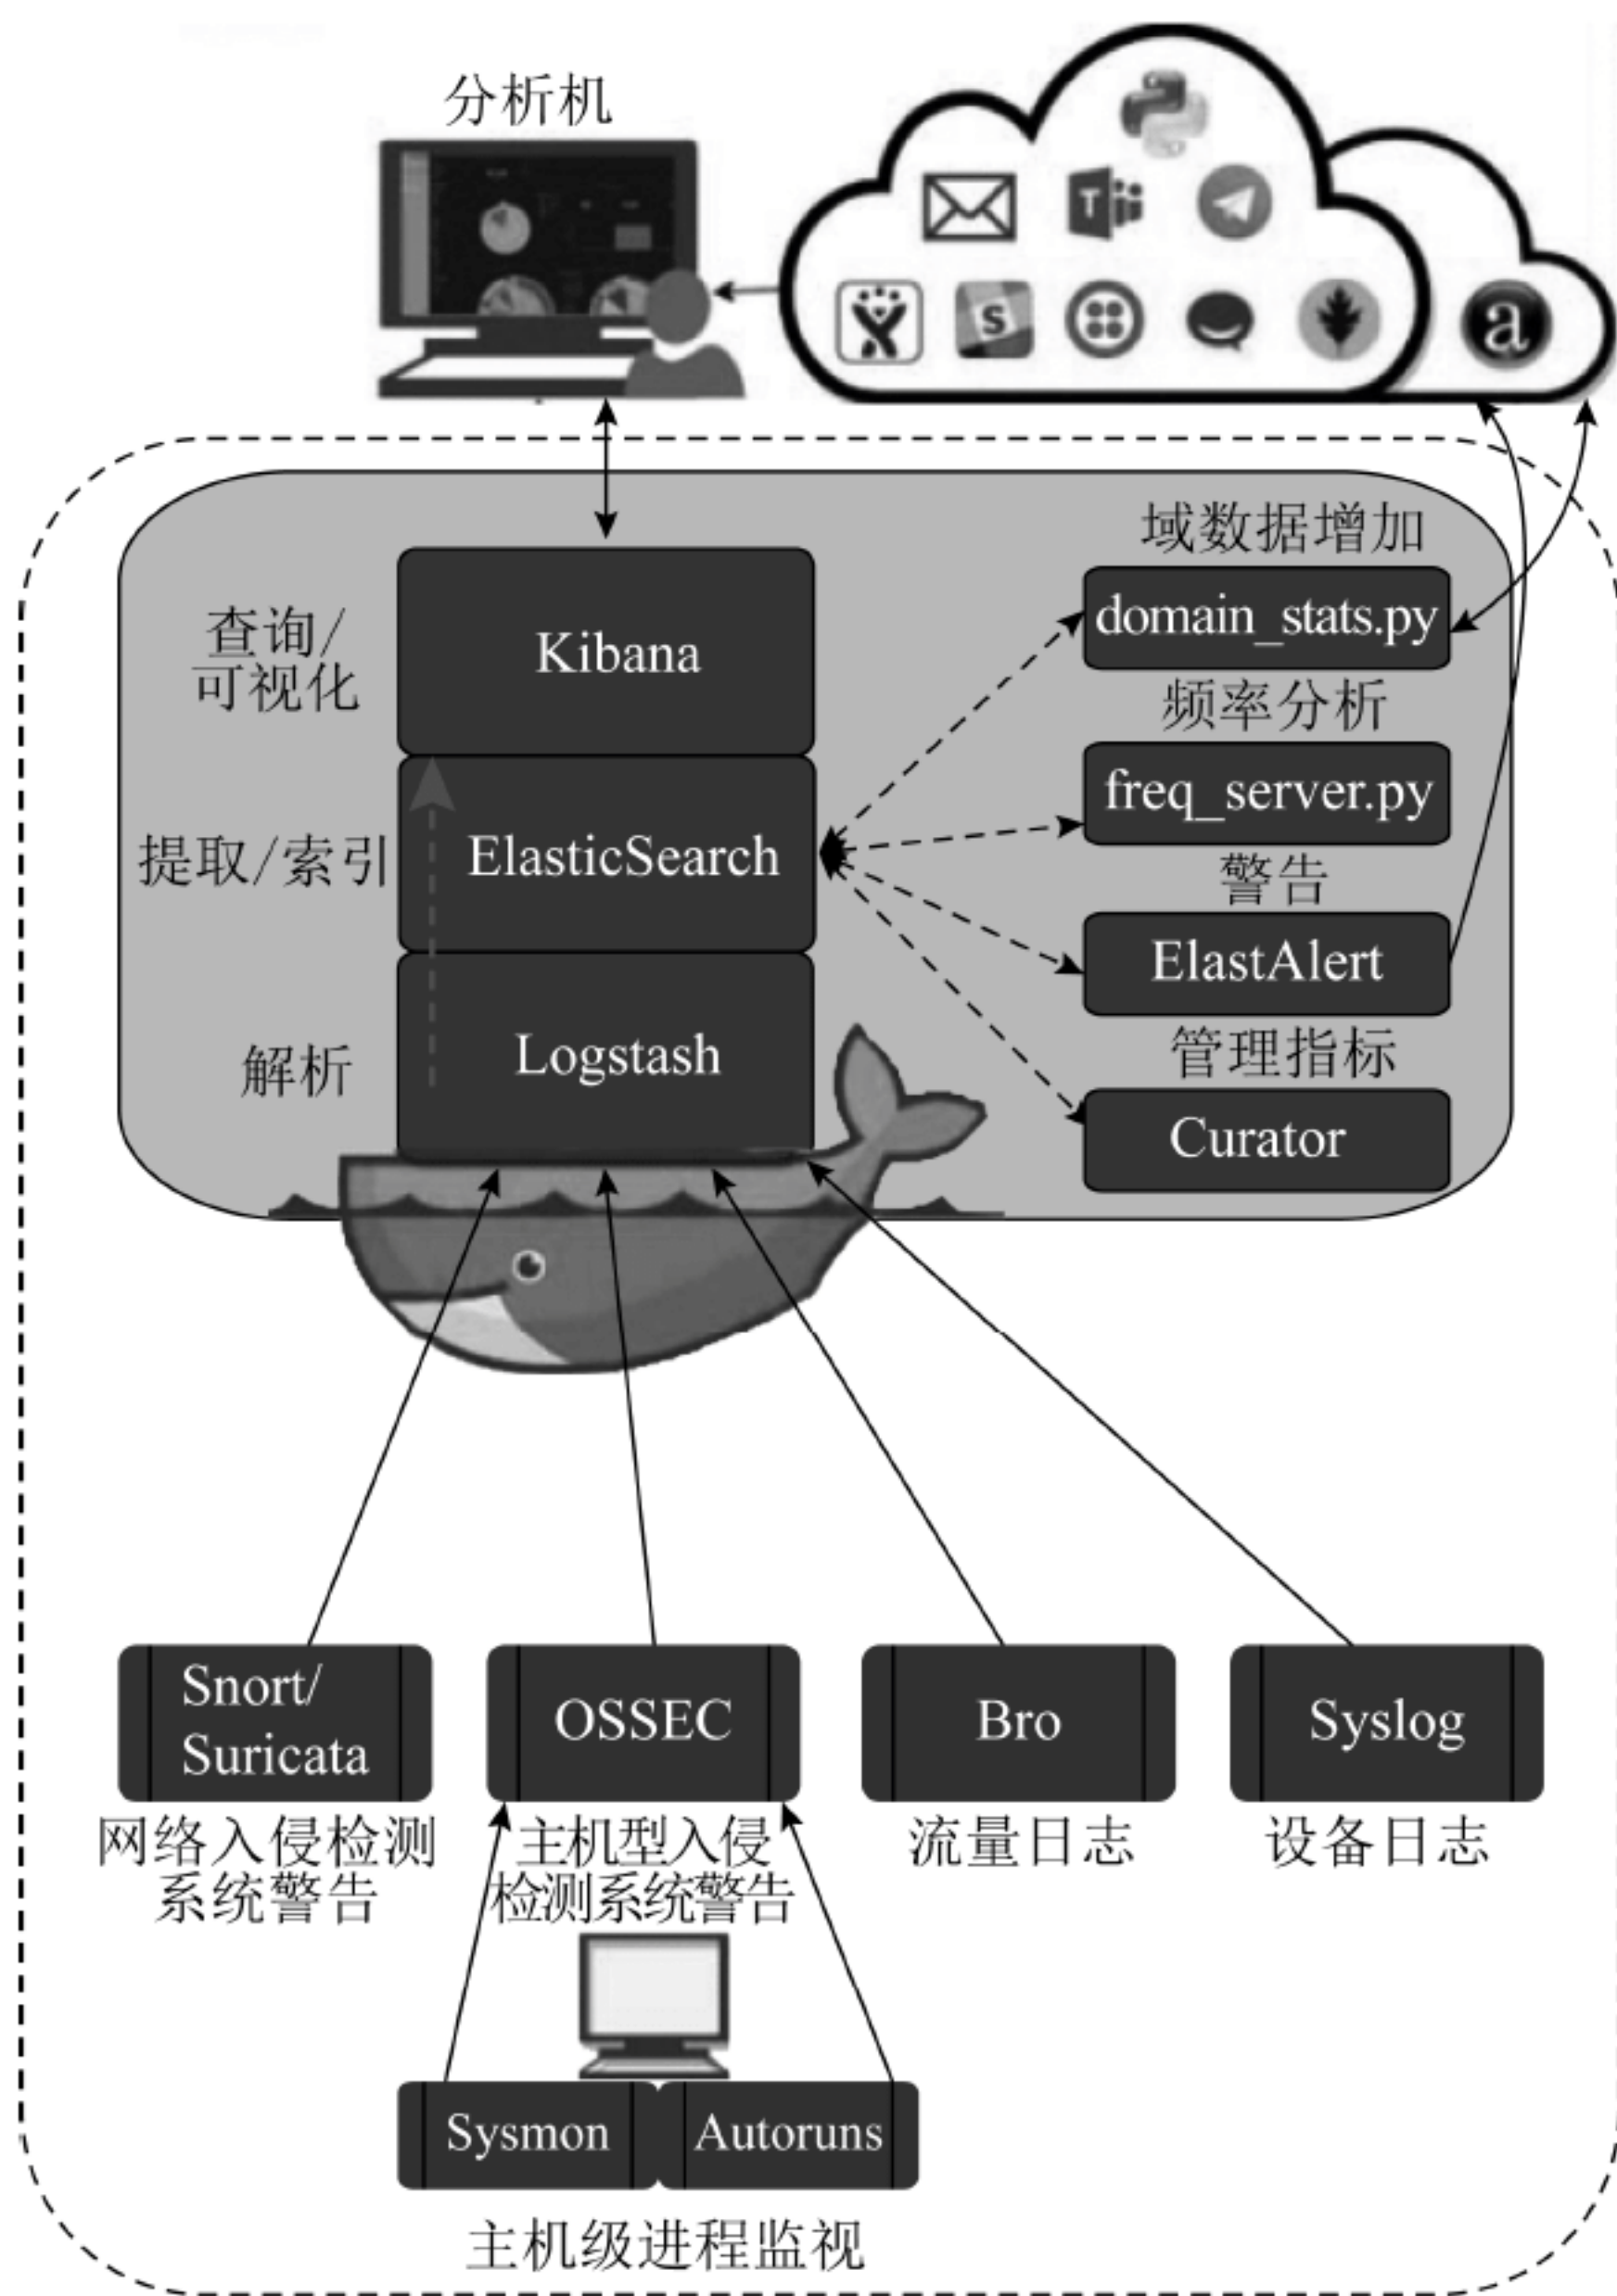 分析机
T
S
a
查询/
可视化
Kibana
提取/索引
ElasticSearch
解析
Logstash
域数据增加
domain_stats.py
频率分析
freq_server.py
警告
ElastAlert
管理指标
Curator
Snort/
Suricata
网络入侵检测
系统警告
OSSEC
主机型入侵
检测系统警告
Bro
流量日志
Syslog
设备日志
Sysmon
Autoruns
主机级进程监视